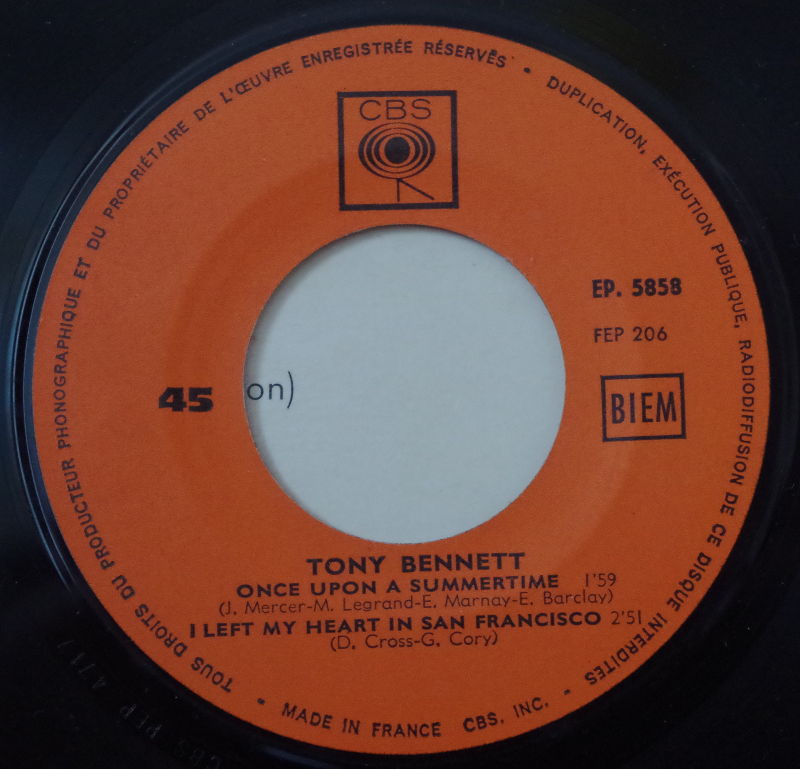 TOUS DROITS DU PRODUCTEUR PHONOGRAPHIQUE ET DU PROPRIÉTAIRE DE L'ŒUVRE ENREGISTRÉE RÉSERVÉS • DUPLICATION, EXÉCUTION PUBLIQUE, RADIODIFFUSION DE CE DISQUE INTERDITES
CBS
EP. 5858
FEP 206
BIEM
45
on)
TONY BENNETT
ONCE UPON A SUMMERTIME 1'59
(J. Mercer-M. Legrand-E. Marnay-E. Barclay)
I LEFT MY HEART IN SAN FRANCISCO 2'51
(D. Cross-G. Cory)
• MADE IN FRANCE CBS, INC. •
CBS